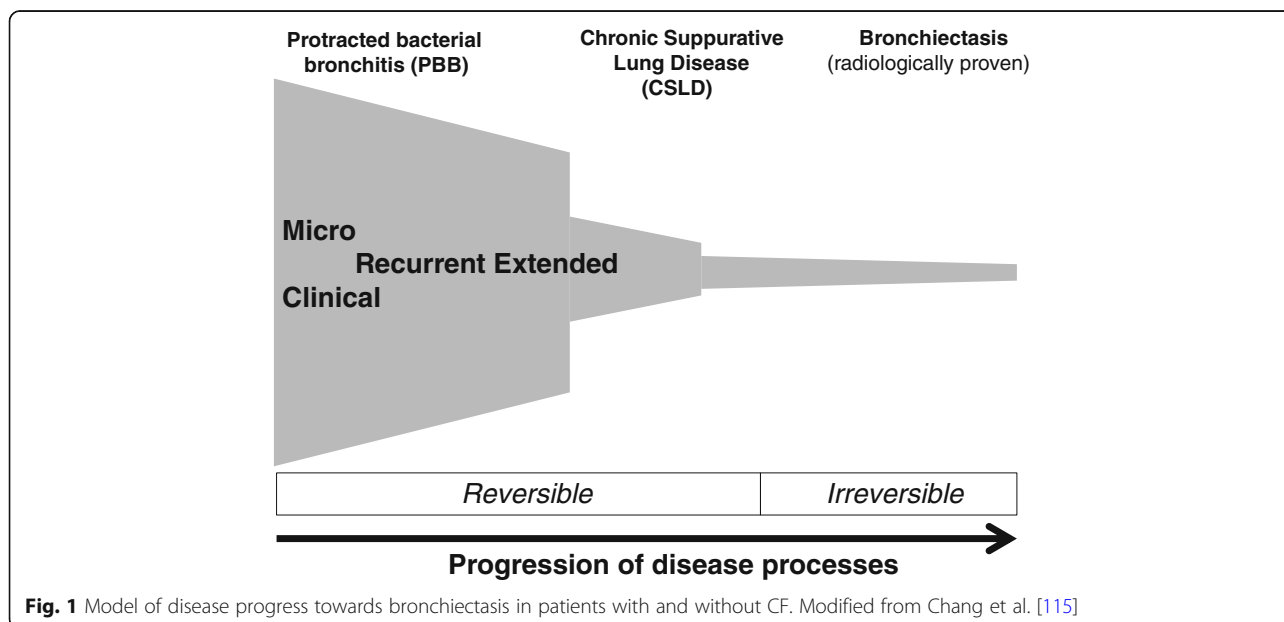 Protracted bacterial
bronchitis (PBB)
Chronic Suppurative
Lung Disease
(CSLD)
Bronchiectasis
(radiologically proven)
Micro
Recurrent Extended
Clinical
Reversible
Irreversible
Progression of disease processes
Fig. 1 Model of disease progress towards bronchiectasis in patients with and without CF. Modified from Chang et al. [115]